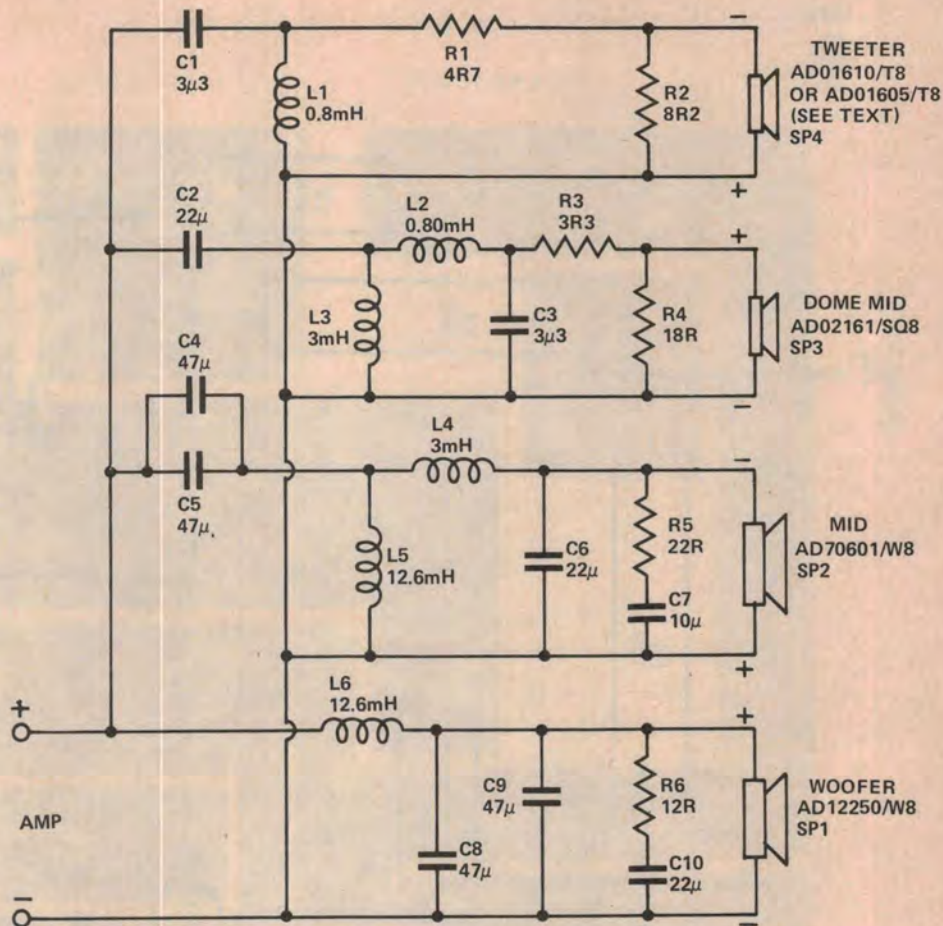 C1
3μ3
L1
0.8mH
R1
4R7
R2
8R2
−
+
TWEETER
AD01610/T8
OR AD01605/T8
(SEE TEXT)
SP4
C2
22μ
L2
0.80mH
R3
3R3
L3
3mH
C3
3μ3
R4
18R
+
−
DOME MID
AD02161/SQ8
SP3
C4
47μ
C5
47μ
L4
3mH
L5
12.6mH
C6
22μ
R5
22R
C7
10μ
−
+
MID
AD70601/W8
SP2
+
AMP
−
L6
12.6mH
C8
47μ
C9
47μ
R6
12R
C10
22μ
+
−
WOOFER
AD12250/W8
SP1